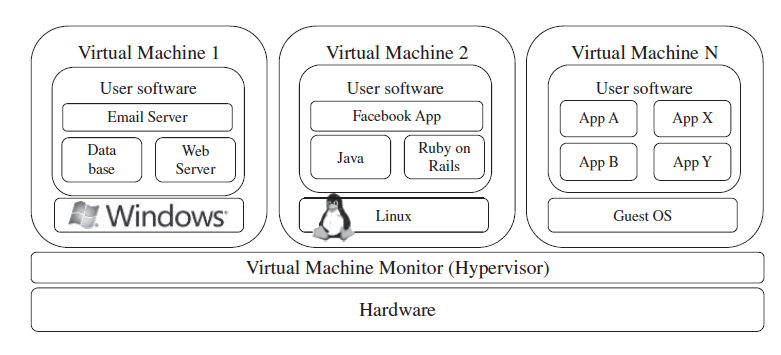 Virtual Machine 1
User software
Email Server
Data
base
Web
Server
Windows
Virtual Machine 2
User software
Facebook App
Java
Ruby on
Rails
Linux
Virtual Machine N
User software
App A
App X
App B
App Y
Guest OS
Virtual Machine Monitor (Hypervisor)
Hardware